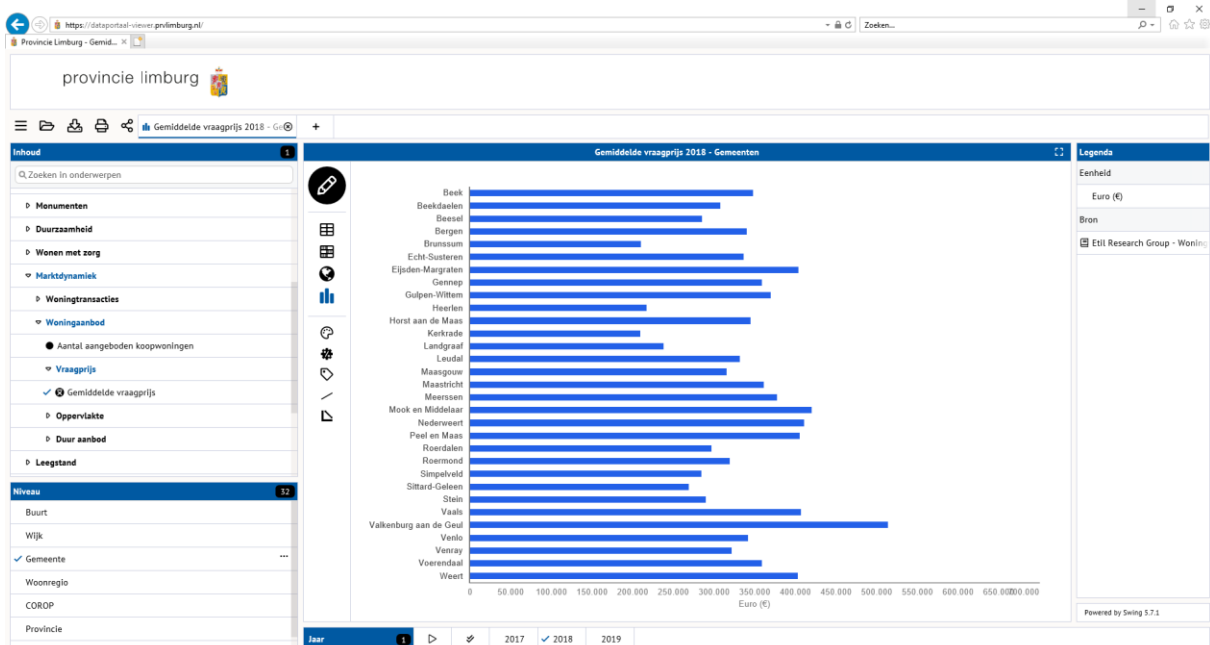 https://dataportaal-viewer.prvlimburg.nl/
Zoeken...
Provincie Limburg - Gemid...
provincie limburg
Gemiddelde vraagprijs 2018 - Ge
+
Inhoud 1
Zoeken in onderwerpen
Monumenten
Duurzaamheid
Wonen met zorg
Marktdynamiek
Woningtransacties
Woningaanbod
Aantal aangeboden koopwoningen
Vraagprijs
Gemiddelde vraagprijs
Oppervlakte
Duur aanbod
Leegstand
Niveau 32
Buurt
Wijk
Gemeente ...
Woonregio
COROP
Provincie
Gemiddelde vraagprijs 2018 - Gemeenten
Beek
Beekdaelen
Beesel
Bergen
Brunssum
Echt-Susteren
Eijsden-Margraten
Gennep
Gulpen-Wittem
Heerlen
Horst aan de Maas
Kerkrade
Landgraaf
Leudal
Maasgouw
Maastricht
Meerssen
Mook en Middelaar
Nederweert
Peel en Maas
Roerdalen
Roermond
Simpelveld
Sittard-Geleen
Stein
Vaals
Valkenburg aan de Geul
Venlo
Venray
Voerendaal
Weert
0 50.000 100.000 150.000 200.000 250.000 300.000 350.000 400.000 450.000 500.000 550.000 600.000 650.000 700.000
Euro (€)
Jaar 1 2017 2018 2019
Legenda
Eenheid
Euro (€)
Bron
Etil Research Group - Woning
Powered by Swing 5.7.1